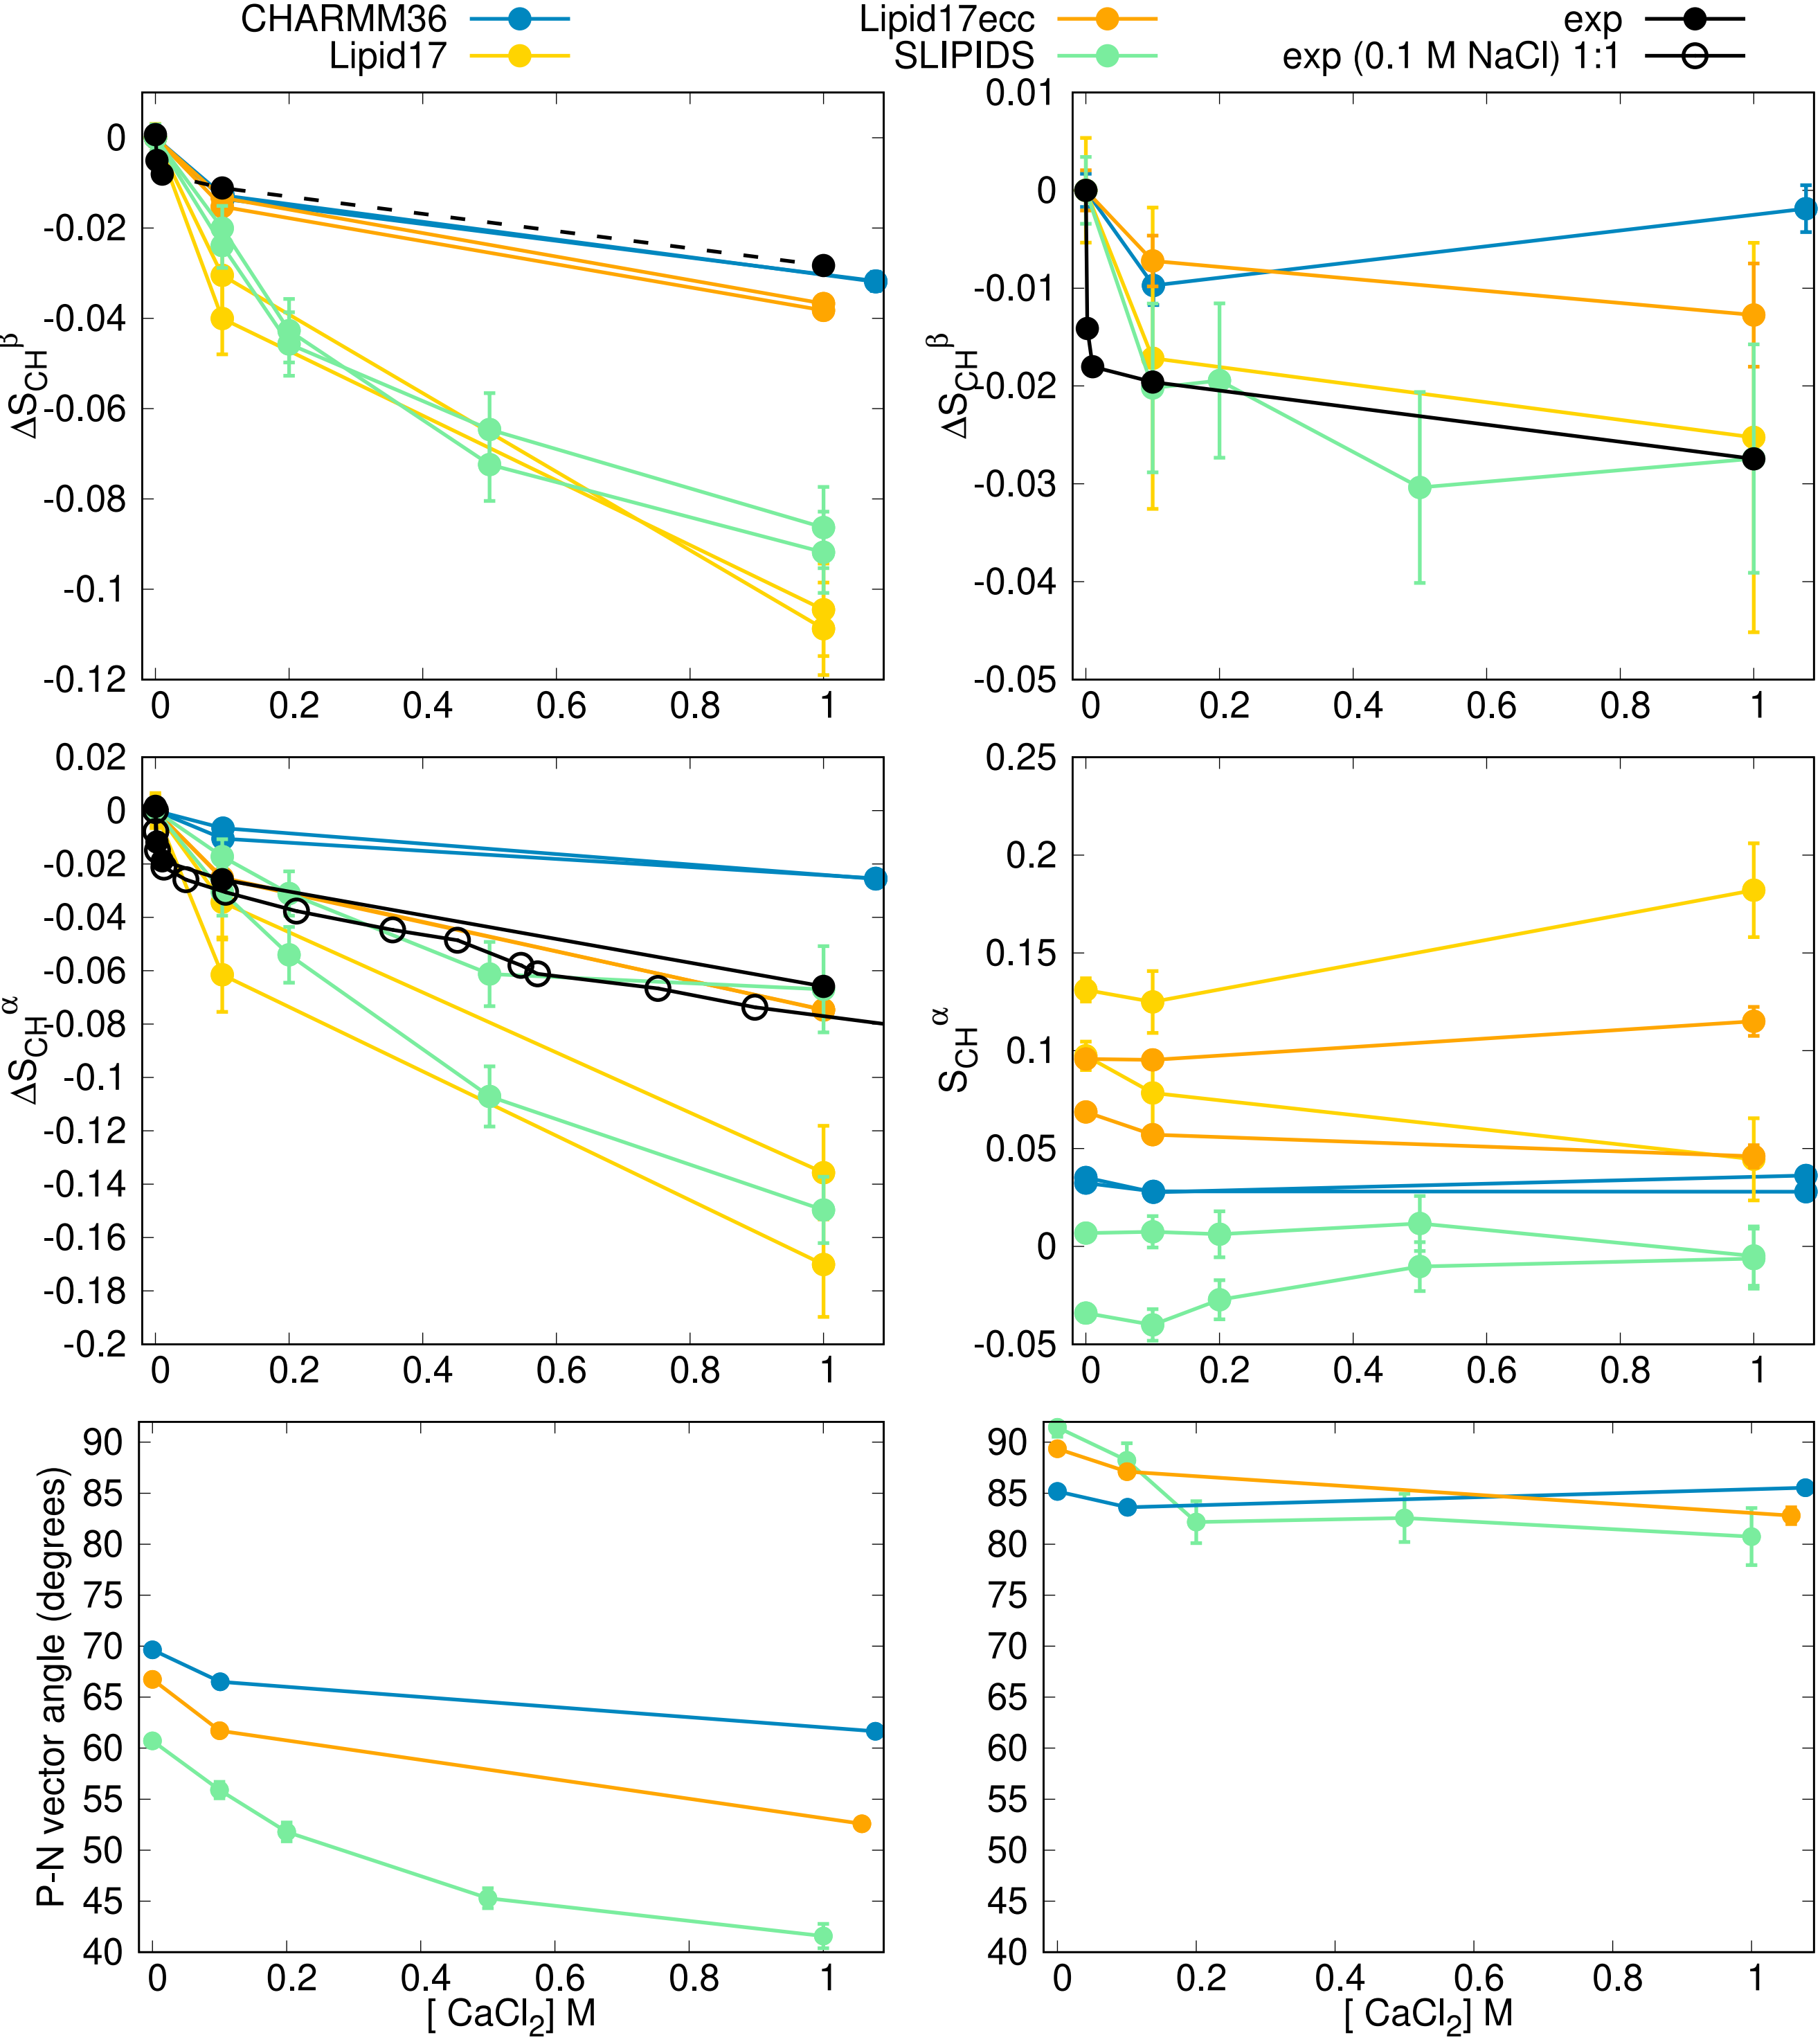 CHARMM36
Lipid17
Lipid17ecc
SLIPIDS
exp
exp (0.1 M NaCl) 1:1
0
-0.02
-0.04
-0.06
-0.08
-0.1
-0.12
ΔS_CH^β
0 0.2 0.4 0.6 0.8 1
0.01
0
-0.01
-0.02
-0.03
-0.04
-0.05
ΔS_CH^β
0 0.2 0.4 0.6 0.8 1
0.02
0
-0.02
-0.04
-0.06
-0.08
-0.1
-0.12
-0.14
-0.16
-0.18
-0.2
ΔS_CH^α
0 0.2 0.4 0.6 0.8 1
0.25
0.2
0.15
0.1
0.05
0
-0.05
S_CH^α
0 0.2 0.4 0.6 0.8 1
90
85
80
75
70
65
60
55
50
45
40
P-N vector angle (degrees)
0 0.2 0.4 0.6 0.8 1
[ CaCl₂] M
90
85
80
75
70
65
60
55
50
45
40
0 0.2 0.4 0.6 0.8 1
[ CaCl₂] M